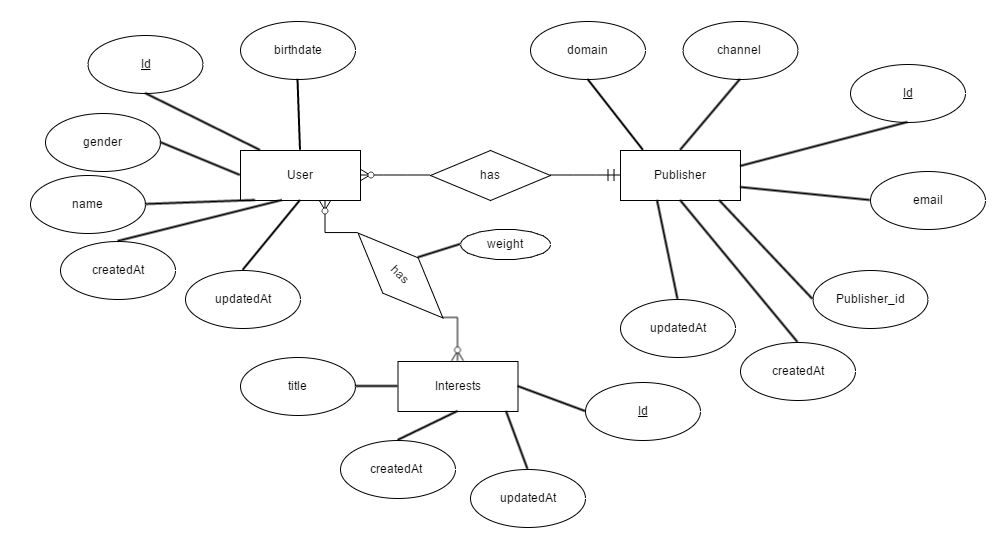 birthdate
domain
channel
Id
Id
gender
User
has
Publisher
name
email
weight
createdAt
has
updatedAt
Publisher_id
updatedAt
createdAt
title
Interests
Id
createdAt
updatedAt